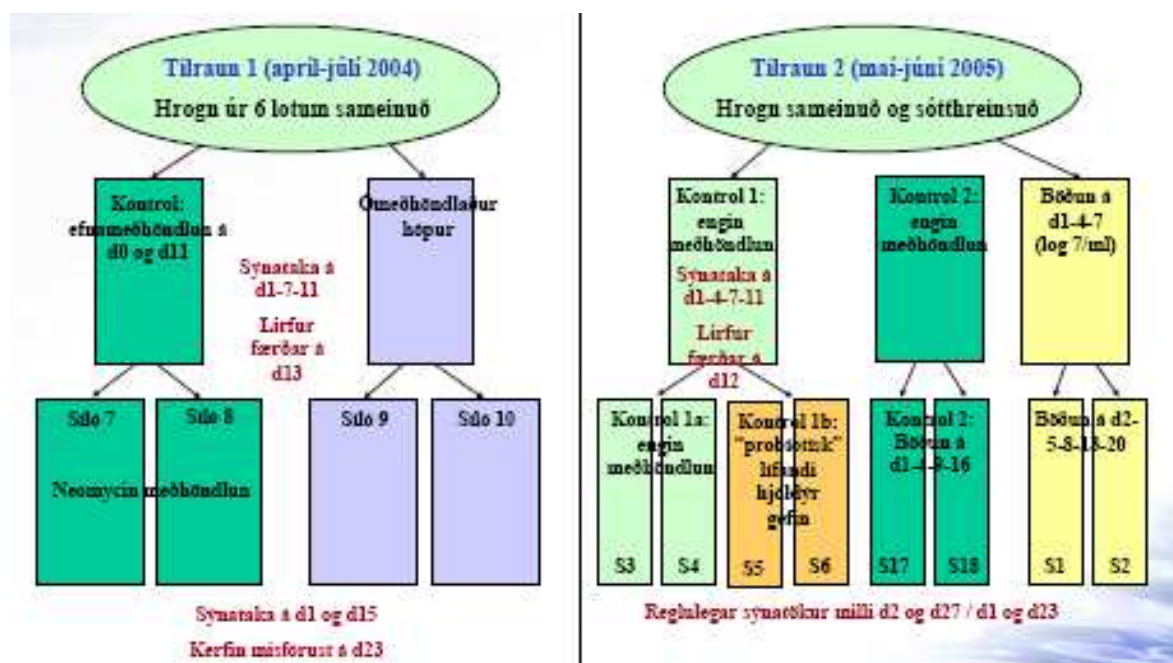 Tilraun 1 (apríl-júlí 2004)
Hrogn úr 6 lotum sameinuð
Kontrol:
efnameðhöndlun á
d0 og d11
Ómeðhöndlaður
hópur
Sýnataka á
d1-7-11
Lirfur
færðar á
d13
Síló 7
Síló 8
Neomycin meðhöndlun
Síló 9
Síló 10
Sýnataka á d1 og d15
Kerfin misfórust á d23
Tilraun 2 (maí-júní 2005)
Hrogn sameinuð og sótthreinsuð
Kontrol 1:
engin
meðhöndlun
Sýnataka á
d1-4-7-11
Lirfur
færðar á
d12
Kontrol 2:
engin
meðhöndlun
Böðun á
d1-4-7
(log 7/ml)
Kontrol 1a:
engin
meðhöndlun
S3
S4
Kontrol 1b:
lifandi
hjóldýr
gefin
S5
S6
Kontrol 2:
Böðun á
d1-4-9-16
S17
S18
Böðun á d2-
5-8-13-20
S1
S2
Reglulegar sýnatökur milli d2 og d27 / d1 og d23